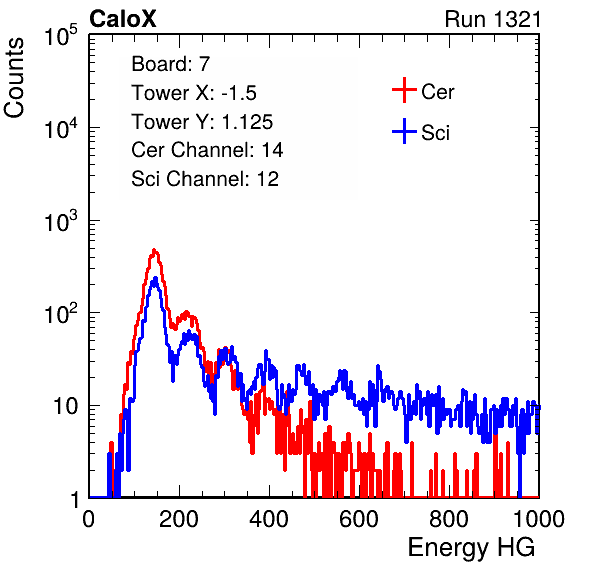 CaloX Run 1321
Board: 7
Tower X: -1.5
Tower Y: 1.125
Cer Channel: 14
Sci Channel: 12
Cer
Sci
Counts
10^5
10^4
10^3
10^2
10
1
0 200 400 600 800 1000
Energy HG